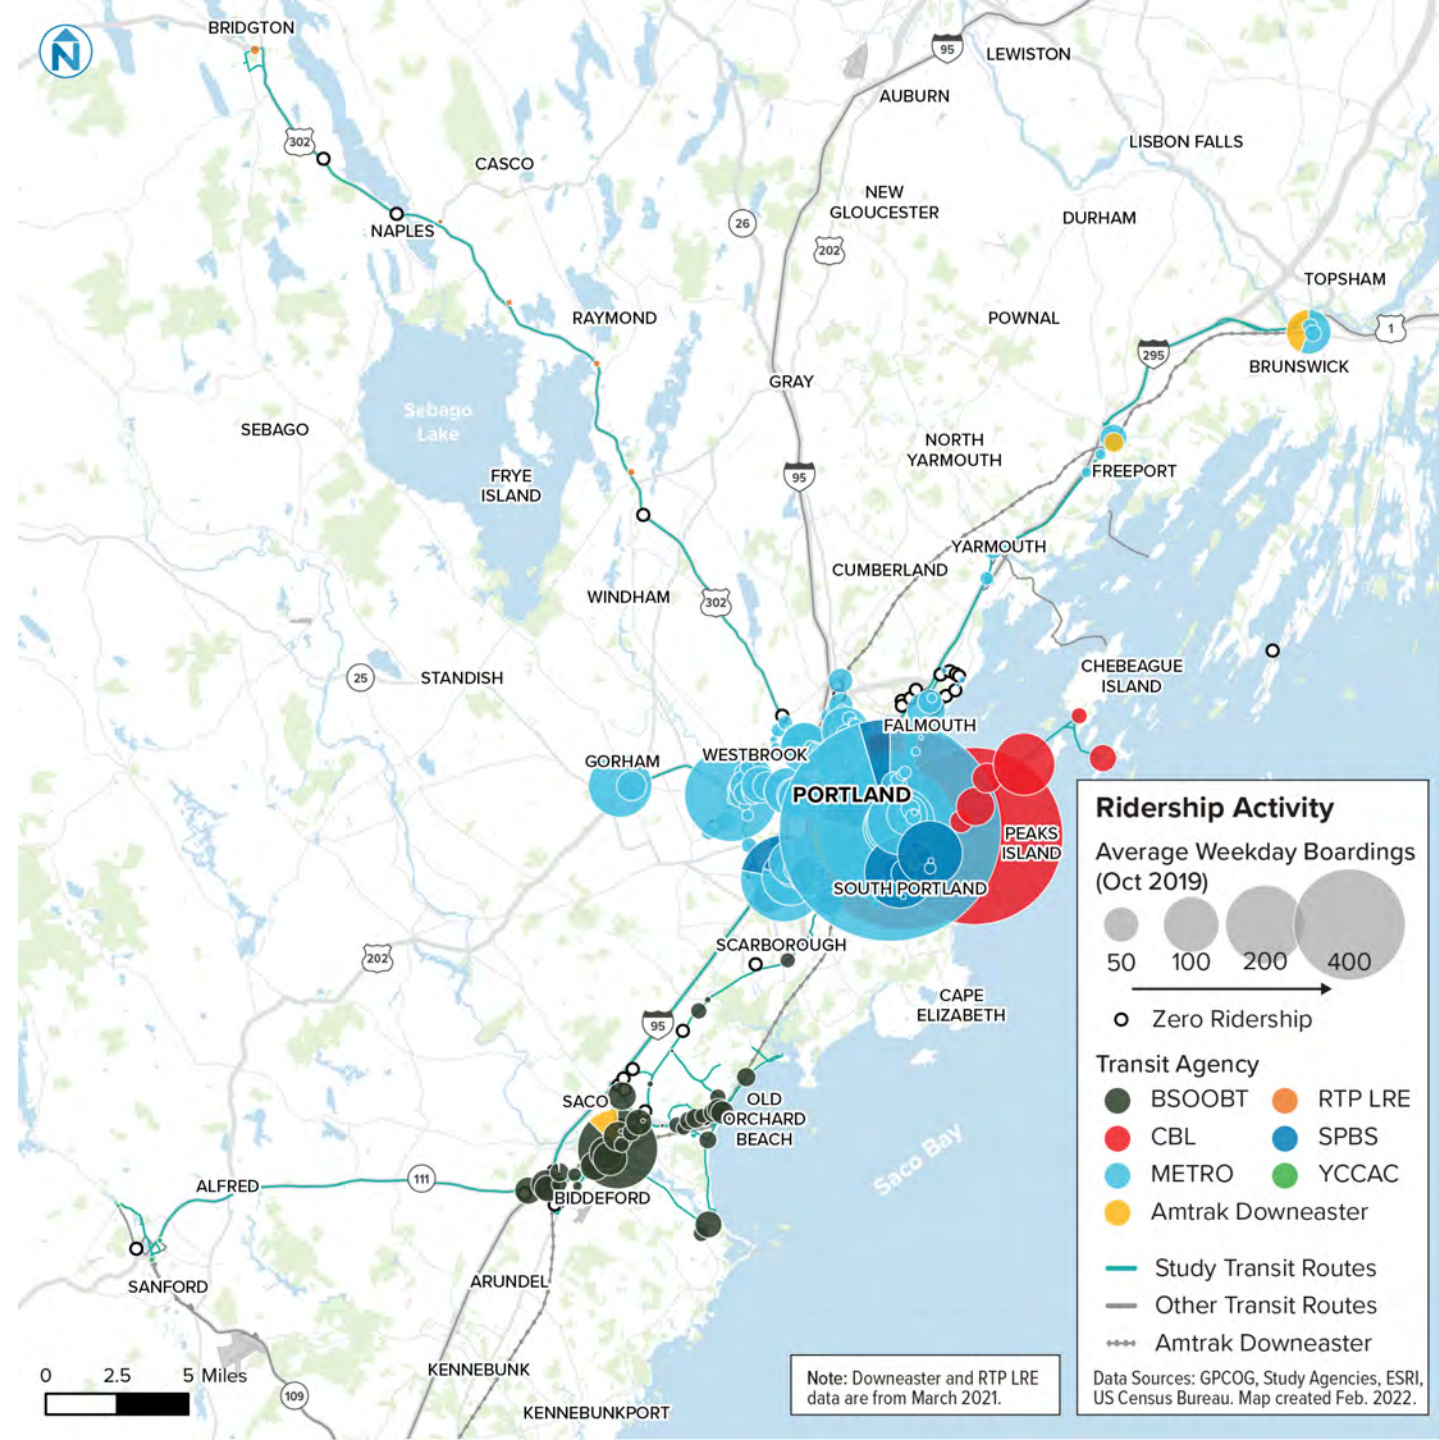 BRIDGTON
N
95
LEWISTON
AUBURN
302
LISBON FALLS
CASCO
NEW
GLOUCESTER
DURHAM
26
NAPLES
202
TOPSHAM
RAYMOND
POWNAL
1
295
BRUNSWICK
GRAY
Sebago
Lake
SEBAGO
NORTH
YARMOUTH
FRYE
ISLAND
95
FREEPORT
YARMOUTH
CUMBERLAND
WINDHAM
302
25
STANDISH
CHEBEAGUE
ISLAND
FALMOUTH
GORHAM
WESTBROOK
PORTLAND
PEAKS
ISLAND
SOUTH PORTLAND
SCARBOROUGH
202
CAPE
ELIZABETH
95
SACO
OLD
ORCHARD
BEACH
Saco Bay
111
ALFRED
BIDDEFORD
SANFORD
ARUNDEL
KENNEBUNK
109
KENNEBUNKPORT
0 2.5 5 Miles
Note: Downeaster and RTP LRE
data are from March 2021.
Ridership Activity
Average Weekday Boardings
(Oct 2019)
50 100 200 400
Zero Ridership
Transit Agency
BSOOBT RTP LRE
CBL SPBS
METRO YCCAC
Amtrak Downeaster
Study Transit Routes
Other Transit Routes
Amtrak Downeaster
Data Sources: GPCOG, Study Agencies, ESRI,
US Census Bureau. Map created Feb. 2022.